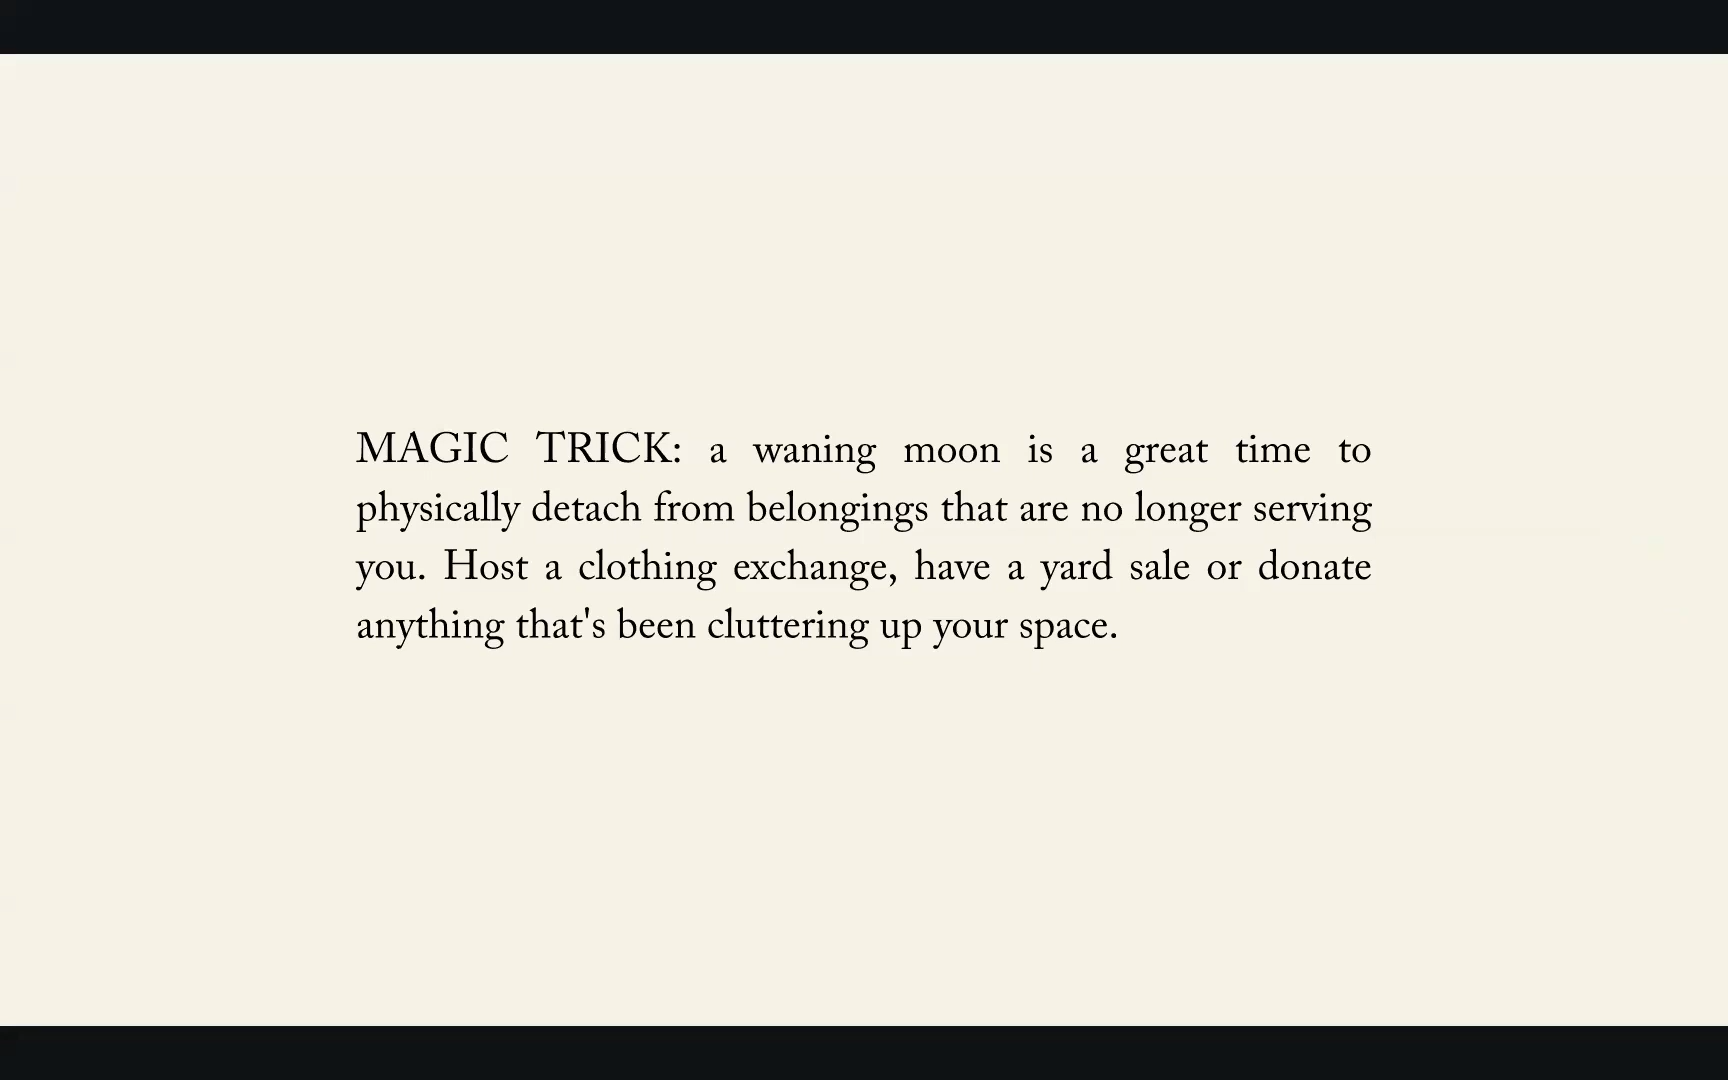 MAGIC TRICK: a waning moon is a great time to
physically detach from belongings that are no longer serving
you. Host a clothing exchange, have a yard sale or donate
anything that's been cluttering up your space.